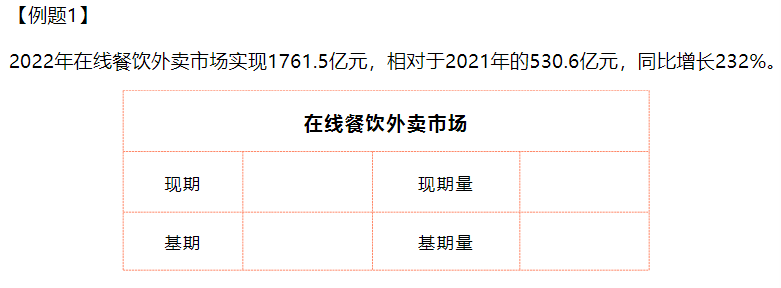 【例题1】
2022年在线餐饮外卖市场实现1761.5亿元，相对于2021年的530.6亿元，同比增长232%。
在线餐饮外卖市场
现期 现期量
基期 基期量